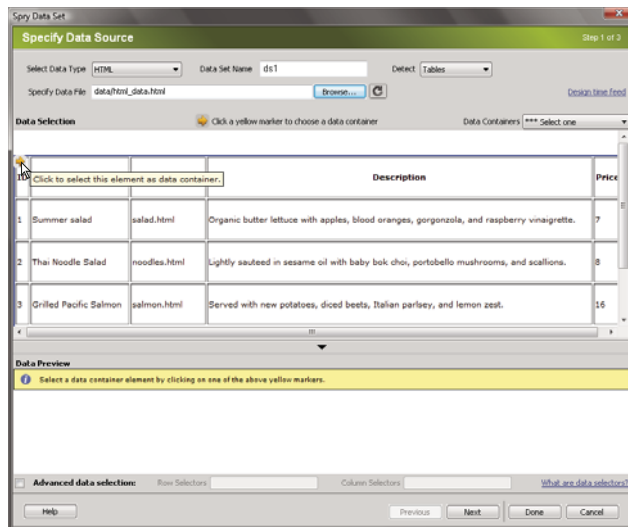 Spry Data Set
Specify Data Source
Step 1 of 3
Select Data Type HTML Data Set Name ds1 Detect: Tables
Specify Data File data/html_data.html Browse... Design time feed
Data Selection Click a yellow marker to choose a data container Data Containers *** Select one
Click to select this element as data container.
Description Price
1 Summer salad salad.html Organic butter lettuce with apples, blood oranges, gorgonzola, and raspberry vinaigrette. 7
2 Thai Noodle Salad noodles.html Lightly sauteed in sesame oil with baby bok choi, portobello mushrooms, and scallions. 8
3 Grilled Pacific Salmon salmon.html Served with new potatoes, diced beets, Italian parlsey, and lemon zest. 16
Data Preview
Select a data container element by clicking on one of the above yellow markers.
Advanced data selection: Row Selectors Column Selectors What are data selectors?
Help Previous Next Done Cancel